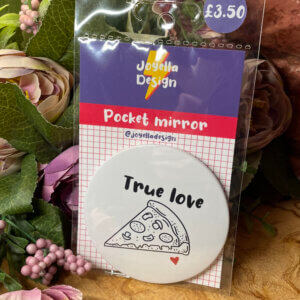 £3.50
Joyella
Design
Pocket mirror
@joyelladesign
True love